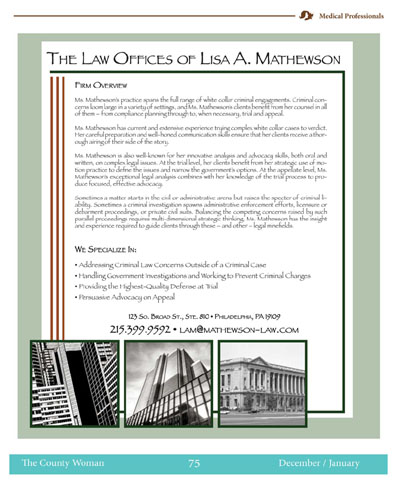 Medical Professionals
The Law Offices of Lisa A. Mathewson
Firm Overview
Ms. Mathewson's practice spans the full range of white collar criminal engagements. Criminal con-
cerns loom large in a variety of settings, and Ms. Mathewson's clients benefit from her counsel in all
of them – from compliance planning through to, when necessary, trial and appeal.
Ms. Mathewson has current and extensive experience trying complex white collar cases to verdict.
Her careful preparation and well-honed communication skills ensure that her clients receive a thor-
ough airing of their side of the story.
Ms. Mathewson is also well-known for her innovative analysis and advocacy skills, both oral and
written, on complex legal issues. At the trial level, her clients benefit from her strategic use of mo-
tion practice to define the issues and narrow the government's options. At the appellate level, Ms.
Mathewson's exceptional legal analysis combines with her knowledge of the trial process to pro-
duce focused, effective advocacy.
Sometimes a matter starts in the civil or administrative arena but raises the specter of criminal li-
ability. Sometimes a criminal investigation spawns administrative enforcement efforts, licensure or
debarment proceedings, or private civil suits. Balancing the competing concerns raised by such
parallel proceedings requires multi-dimensional strategic thinking. Ms. Mathewson has the insight
and experience required to guide clients through these – and other – legal minefields.
We Specialize In:
• Addressing Criminal Law Concerns Outside of a Criminal Case
• Handling Government Investigations and Working to Prevent Criminal Charges
• Providing the Highest-Quality Defense at Trial
• Persuasive Advocacy on Appeal
123 So. Broad St., Ste. 810 • Philadelphia, PA 19109
215.399.9592 • lam@mathewson-law.com
The County Woman 75 December / January